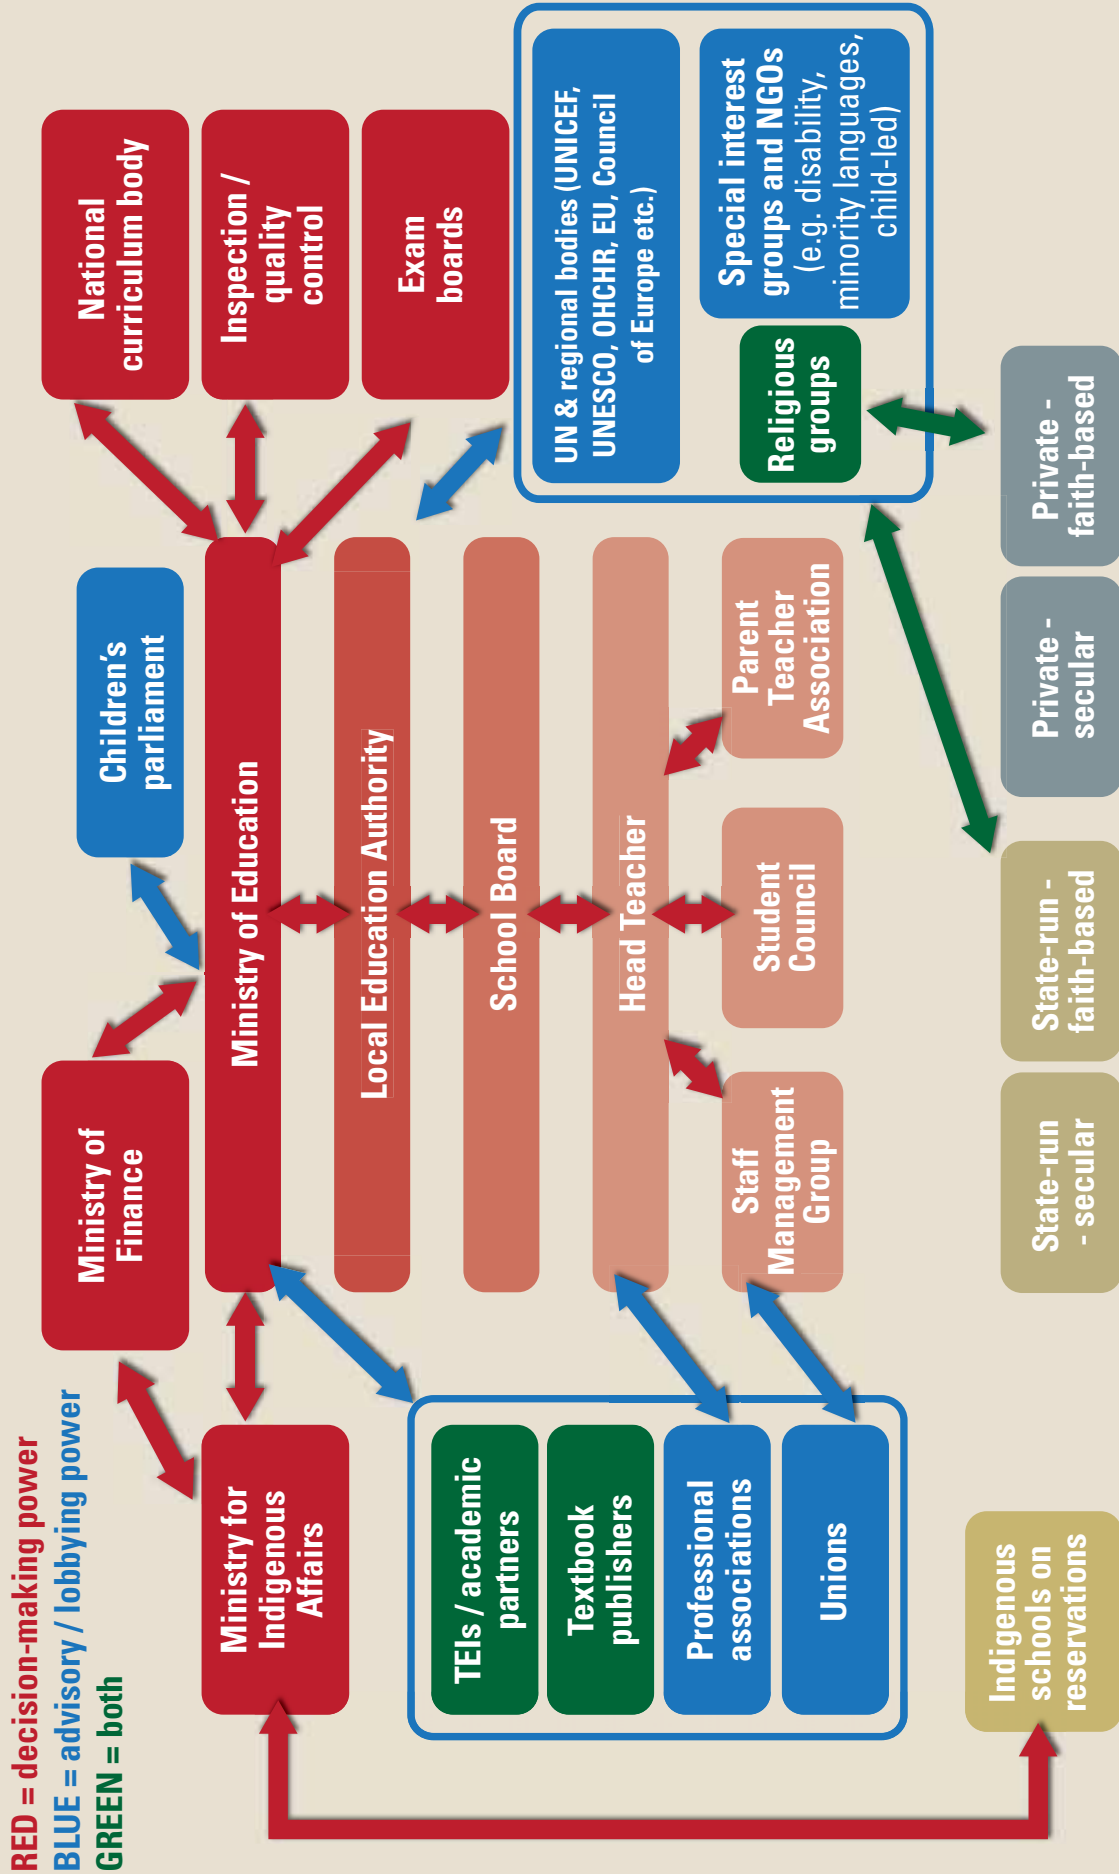 RED = decision-making power
BLUE = advisory / lobbying power
GREEN = both
Ministry of
Finance
Children's
parliament
National
curriculum body
Ministry for
Indigenous
Affairs
Ministry of Education
Inspection /
quality
control
Local Education Authority
Exam
boards
TEIs / academic
partners
Textbook
publishers
Professional
associations
Unions
School Board
Head Teacher
Staff
Management
Group
Student
Council
Parent
Teacher
Association
UN & regional bodies (UNICEF,
UNESCO, OHCHR, EU, Council
of Europe etc.)
Religious
groups
Special interest
groups and NGOs
(e.g. disability,
minority languages,
child-led)
Indigenous
schools on
reservations
State-run
- secular
State-run -
faith-based
Private -
secular
Private -
faith-based